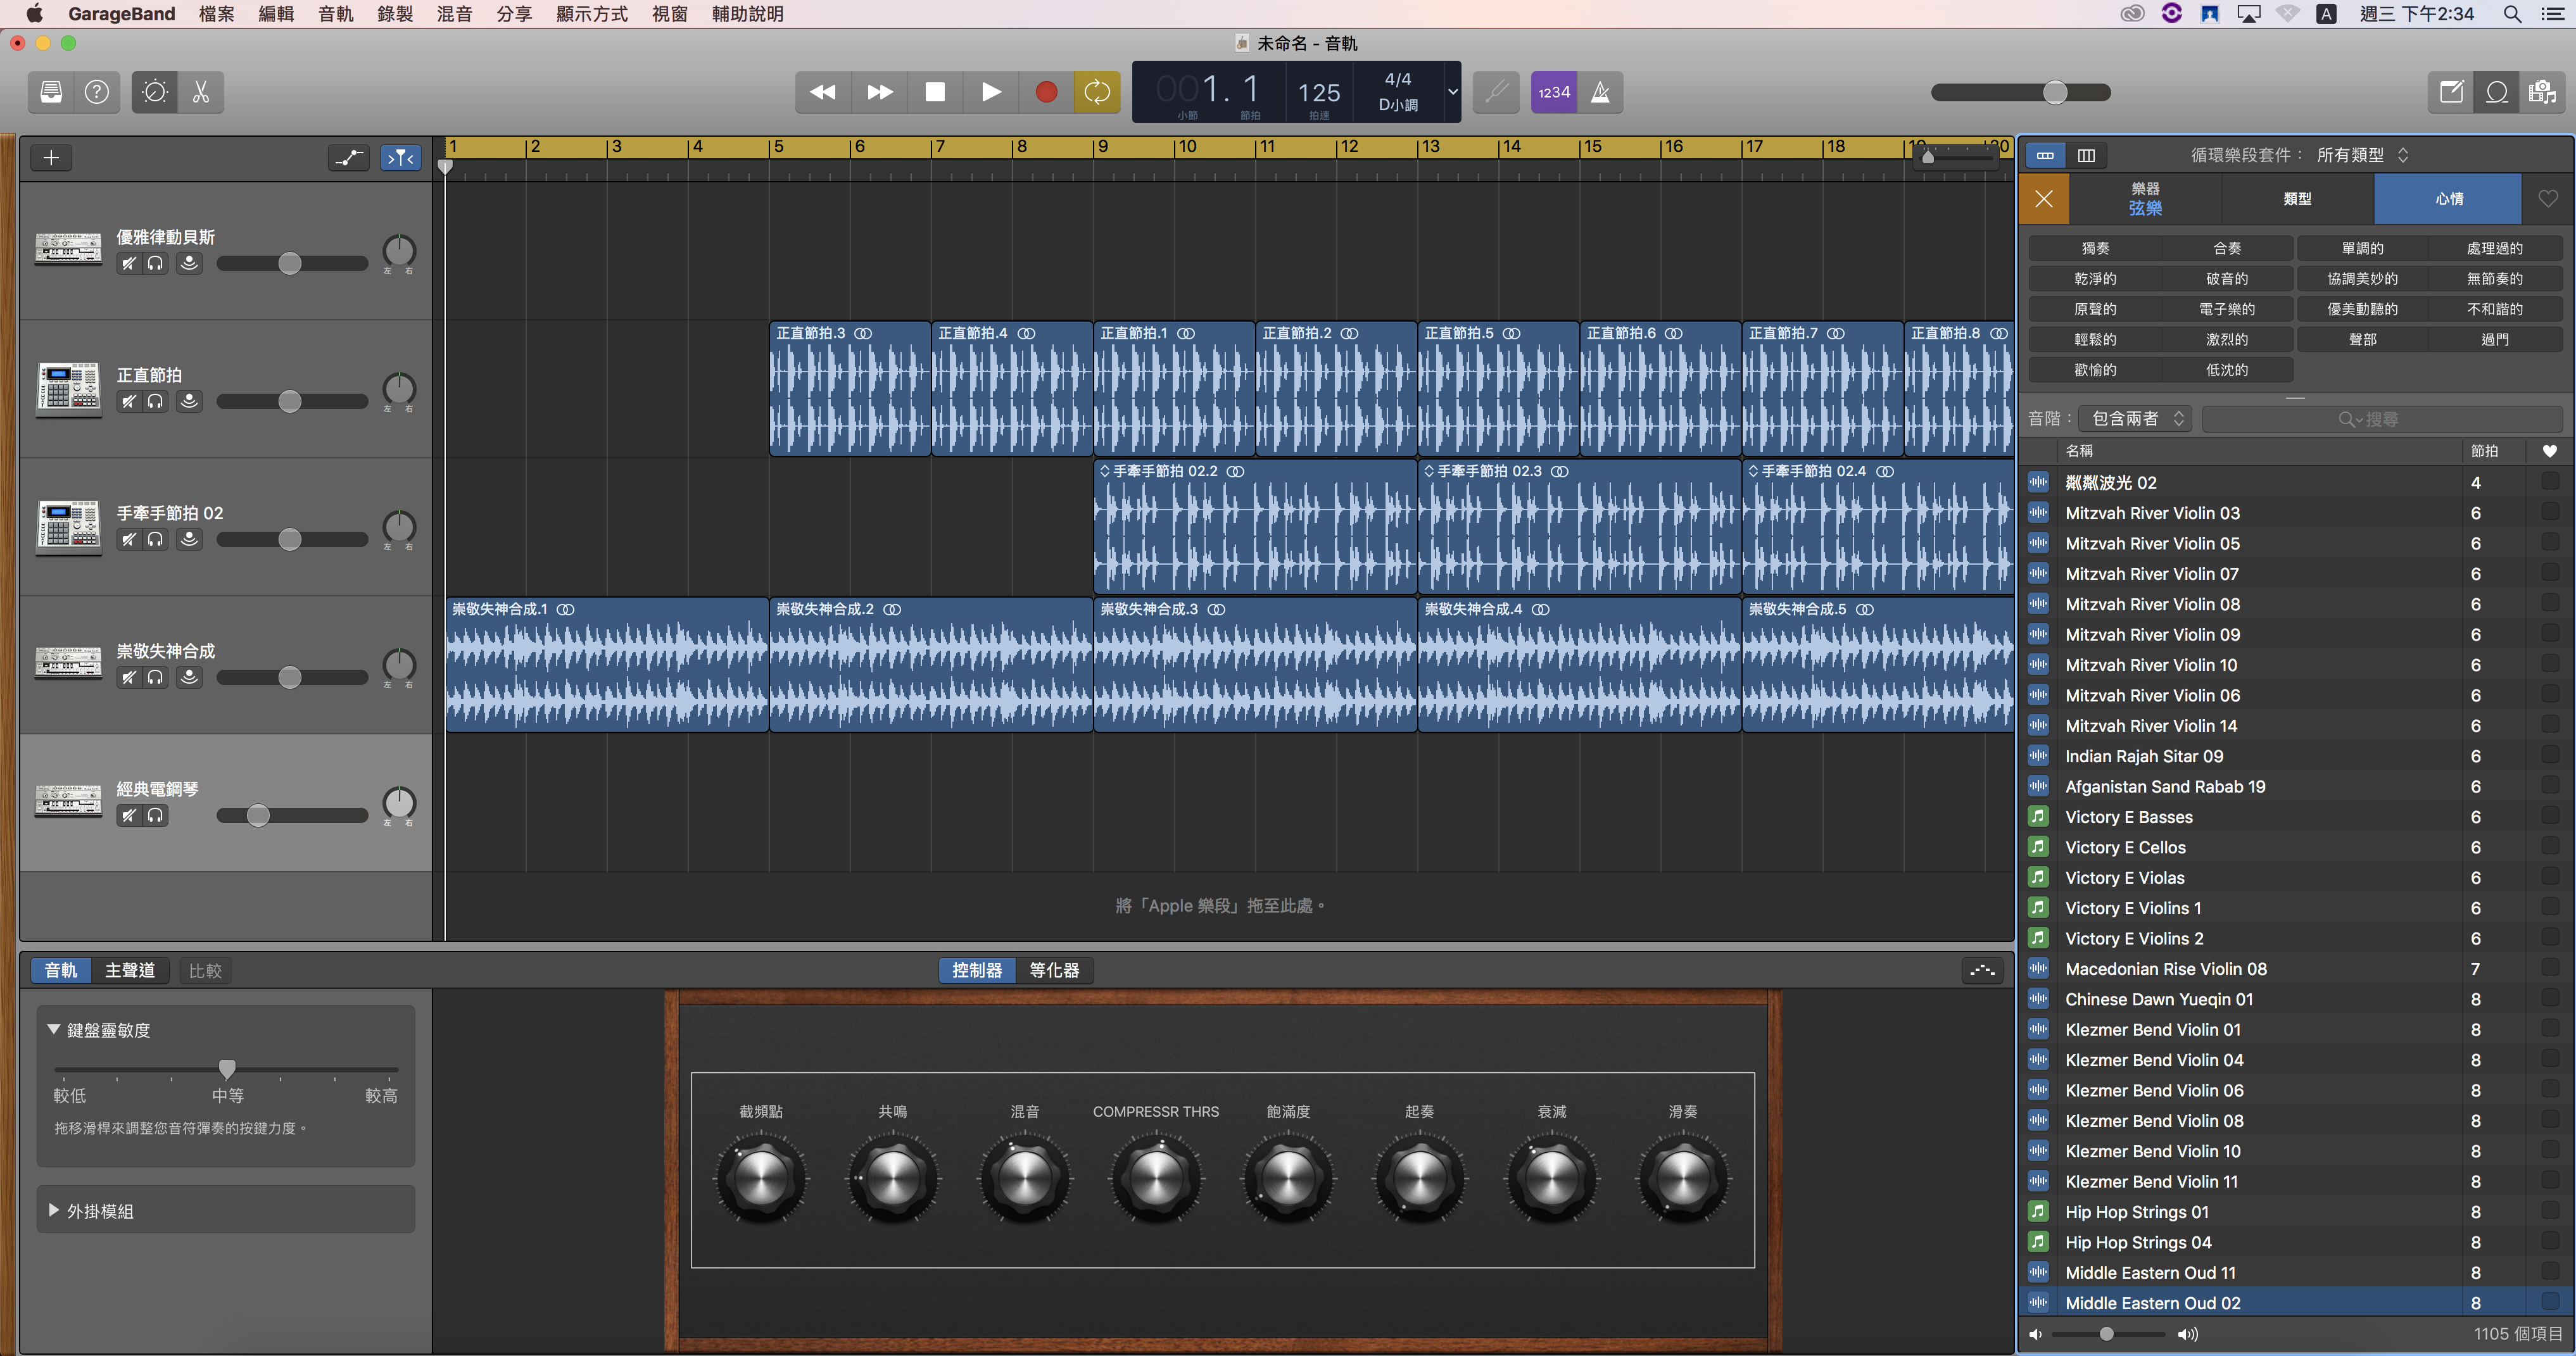 GarageBand 檔案 編輯 音軌 錄製 混音 分享 顯示方式 視窗 輔助說明 A 週三 下午2:34
未命名 - 音軌
001. 1 125 4/4 D小調 1234
小節 節拍 拍速
1 2 3 4 5 6 7 8 9 10 11 12 13 14 15 16 17 18 19 20
優雅律動貝斯
左 右
正直節拍
左 右
正直節拍.3 正直節拍.4 正直節拍.1 正直節拍.2 正直節拍.5 正直節拍.6 正直節拍.7 正直節拍.8
手牽手節拍 02
左 右
手牽手節拍 02.2 手牽手節拍 02.3 手牽手節拍 02.4
崇敬失神合成
左 右
崇敬失神合成.1 崇敬失神合成.2 崇敬失神合成.3 崇敬失神合成.4 崇敬失神合成.5
經典電鋼琴
左 右
將「Apple 樂段」拖至此處。
音軌 主聲道 比較 控制器 等化器
鍵盤靈敏度
較低 中等 較高
拖移滑桿來調整您音符彈奏的按鍵力度。
外掛模組
截頻點 共鳴 混音 COMPRESSR THRS 飽滿度 起奏 衰減 滑奏
循環樂段套件： 所有類型
樂器
弦樂
類型 心情
獨奏 合奏 單調的 處理過的
乾淨的 破音的 協調美妙的 無節奏的
原聲的 電子樂的 優美動聽的 不和諧的
輕鬆的 激烈的 聲部 過門
歡愉的 低沈的
音階： 包含兩者 搜尋
名稱 節拍
粼粼波光 02 4
Mitzvah River Violin 03 6
Mitzvah River Violin 05 6
Mitzvah River Violin 07 6
Mitzvah River Violin 08 6
Mitzvah River Violin 09 6
Mitzvah River Violin 10 6
Mitzvah River Violin 06 6
Mitzvah River Violin 14 6
Indian Rajah Sitar 09 6
Afganistan Sand Rabab 19 6
Victory E Basses 6
Victory E Cellos 6
Victory E Violas 6
Victory E Violins 1 6
Victory E Violins 2 6
Macedonian Rise Violin 08 7
Chinese Dawn Yueqin 01 8
Klezmer Bend Violin 01 8
Klezmer Bend Violin 04 8
Klezmer Bend Violin 06 8
Klezmer Bend Violin 08 8
Klezmer Bend Violin 10 8
Klezmer Bend Violin 11 8
Hip Hop Strings 01 8
Hip Hop Strings 04 8
Middle Eastern Oud 11 8
Middle Eastern Oud 02 8
1105 個項目